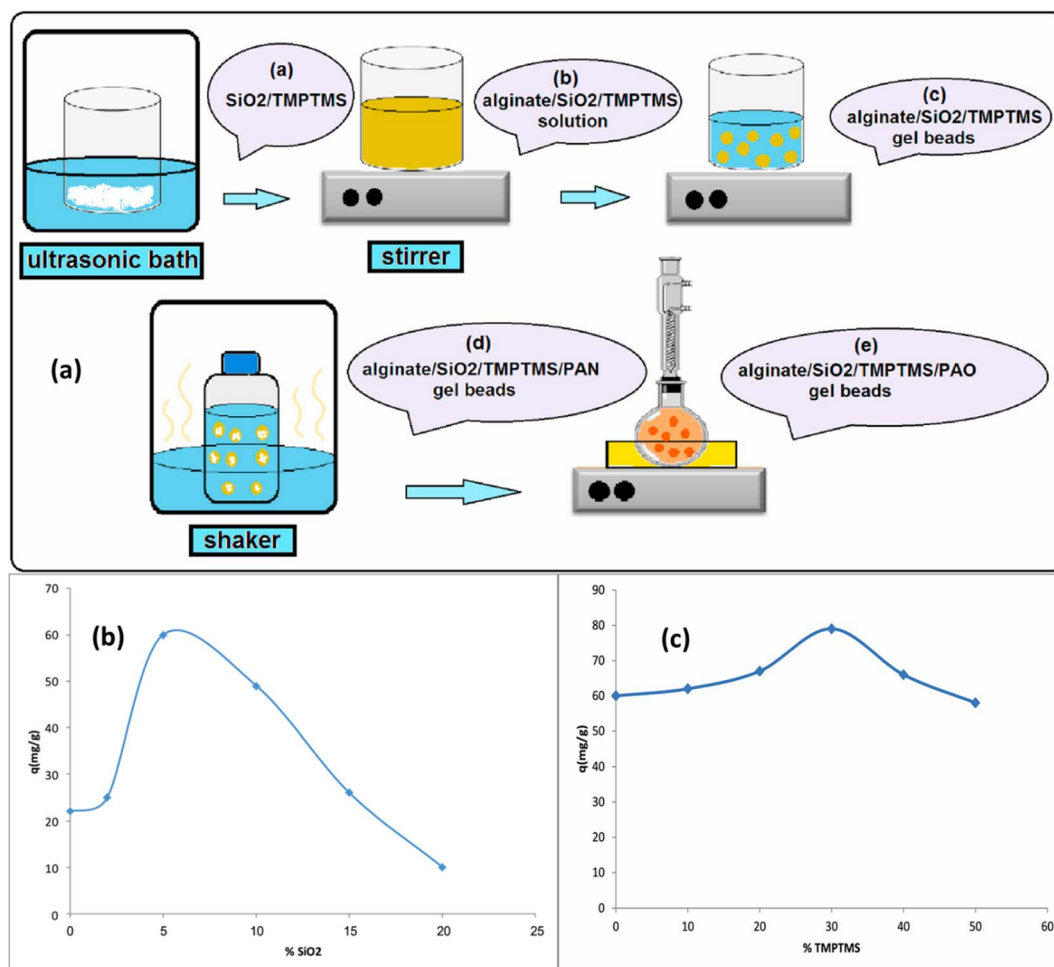 (a)
SiO2/TMPTMS
(b)
alginate/SiO2/TMPTMS
solution
(c)
alginate/SiO2/TMPTMS
gel beads
ultrasonic bath
stirrer
(a)
(d)
alginate/SiO2/TMPTMS/PAN
gel beads
(e)
alginate/SiO2/TMPTMS/PAO
gel beads
shaker
(b)
q(mg/g)
70
60
50
40
30
20
10
0
0 5 10 15 20 25
% SiO2
(c)
q(mg/g)
90
80
70
60
50
40
30
20
10
0
0 10 20 30 40 50 60
% TMPTMS